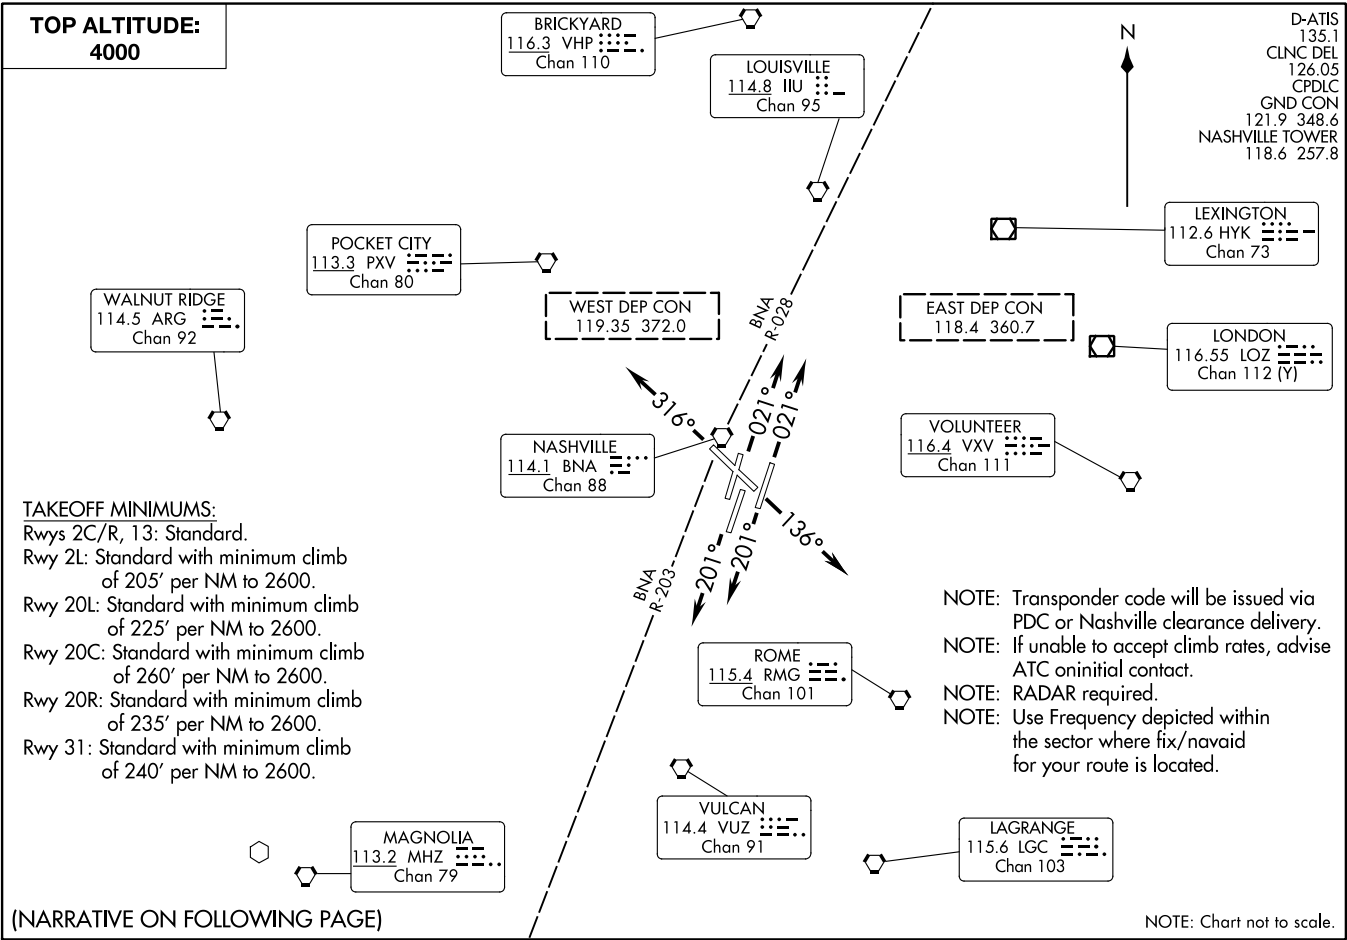 TOP ALTITUDE:
4000
BRICKYARD
116.3 VHP
Chan 110
LOUISVILLE
114.8 IIU
Chan 95
N
D-ATIS
135.1
CLNC DEL
126.05
CPDLC
GND CON
121.9 348.6
NASHVILLE TOWER
118.6 257.8
LEXINGTON
112.6 HYK
Chan 73
POCKET CITY
113.3 PXV
Chan 80
WALNUT RIDGE
114.5 ARG
Chan 92
WEST DEP CON
119.35 372.0
BNA
R-028
EAST DEP CON
118.4 360.7
LONDON
116.55 LOZ
Chan 112 (Y)
316°
021°
021°
NASHVILLE
114.1 BNA
Chan 88
VOLUNTEER
116.4 VXV
Chan 111
136°
201°
201°
BNA
R-203
TAKEOFF MINIMUMS:
Rwys 2C/R, 13: Standard.
Rwy 2L: Standard with minimum climb
of 205' per NM to 2600.
Rwy 20L: Standard with minimum climb
of 225' per NM to 2600.
Rwy 20C: Standard with minimum climb
of 260' per NM to 2600.
Rwy 20R: Standard with minimum climb
of 235' per NM to 2600.
Rwy 31: Standard with minimum climb
of 240' per NM to 2600.
ROME
115.4 RMG
Chan 101
NOTE: Transponder code will be issued via
PDC or Nashville clearance delivery.
NOTE: If unable to accept climb rates, advise
ATC oninitial contact.
NOTE: RADAR required.
NOTE: Use Frequency depicted within
the sector where fix/navaid
for your route is located.
VULCAN
114.4 VUZ
Chan 91
MAGNOLIA
113.2 MHZ
Chan 79
LAGRANGE
115.6 LGC
Chan 103
(NARRATIVE ON FOLLOWING PAGE)
NOTE: Chart not to scale.